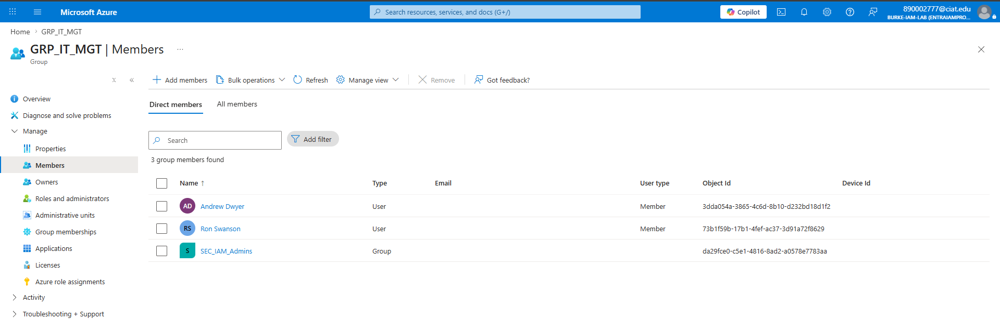 Microsoft Azure
Search resources, services, and docs (G+/)
Copilot
890002777@ciat.edu
BURKE-IAM-LAB (ENTRAIAMPRO...
Home > GRP_IT_MGT
GRP_IT_MGT | Members ...
Group
Add members
Bulk operations
Refresh
Manage view
Remove
Got feedback?
Overview
Diagnose and solve problems
Manage
Properties
Members
Owners
Roles and administrators
Administrative units
Group memberships
Applications
Licenses
Azure role assignments
Activity
Troubleshooting + Support
Direct members
All members
Search
Add filter
3 group members found
Name ↑ Type Email User type Object Id Device Id
AD Andrew Dwyer User Member 3dda054a-3865-4c6d-8b10-d232bd18d1f2
RS Ron Swanson User Member 73b1f59b-17b1-4fef-ac37-3d91a72f8629
S SEC_IAM_Admins Group da29fce0-c5e1-4816-8ad2-a0578e7783aa